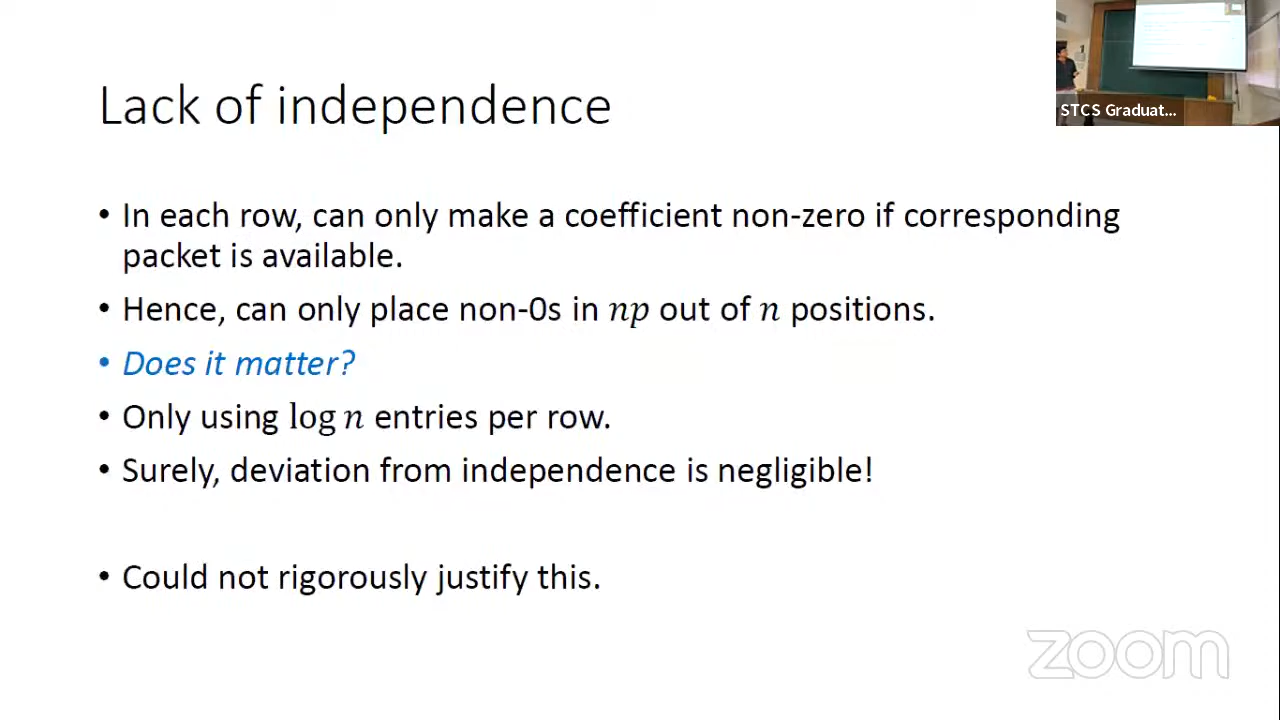 STCS Graduat...
Lack of independence
• In each row, can only make a coefficient non-zero if corresponding
packet is available.
• Hence, can only place non-0s in np out of n positions.
• Does it matter?
• Only using log n entries per row.
• Surely, deviation from independence is negligible!
• Could not rigorously justify this.
zoom